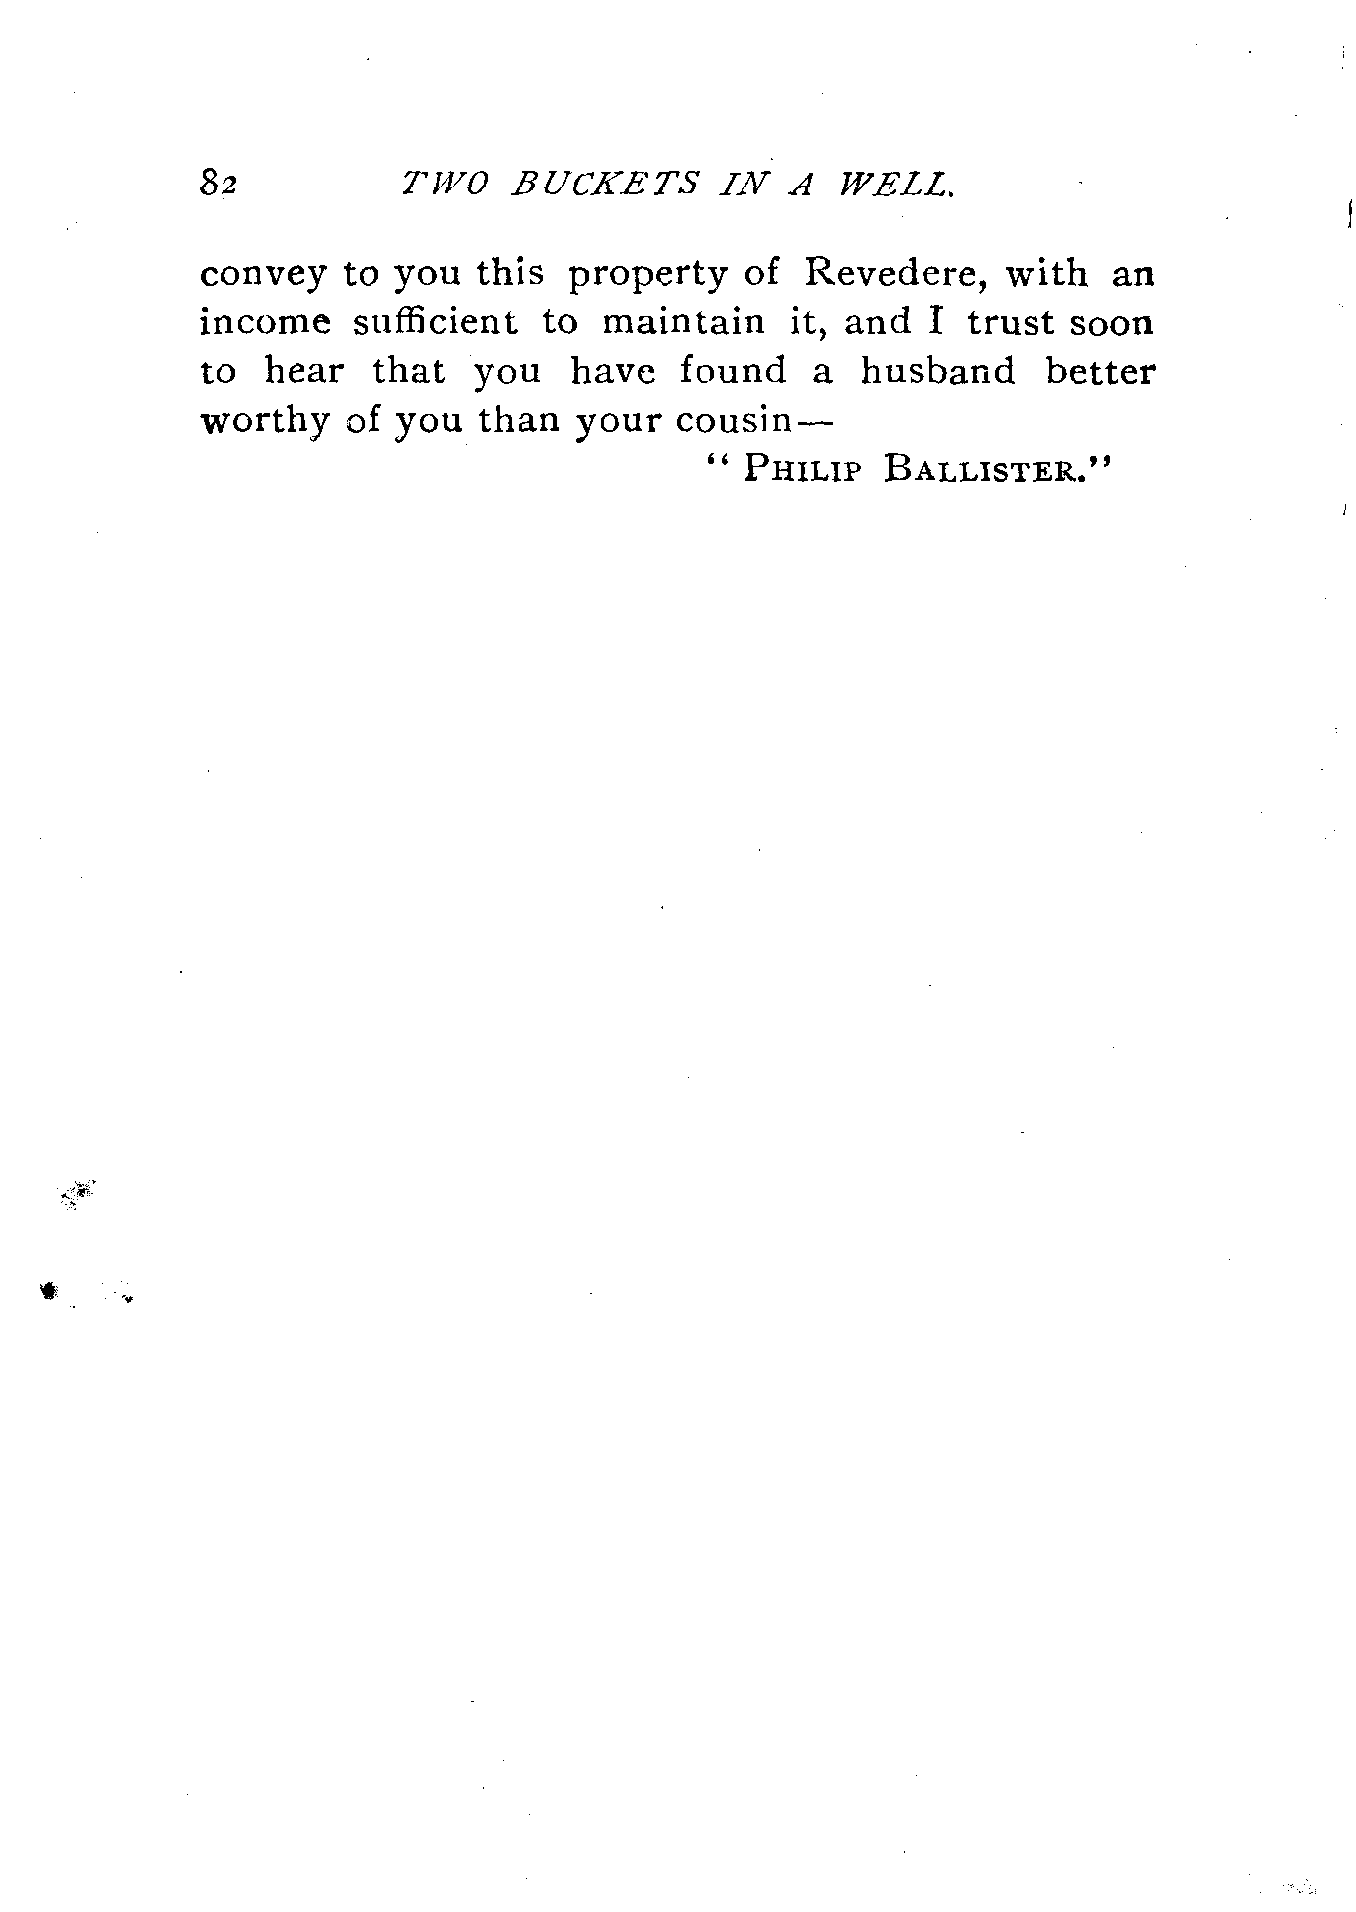 82 TWO BUCKETS IN A WELL.
convey to you this property of Revedere, with an
income sufficient to maintain it, and I trust soon
to hear that you have found a husband better
worthy of you than your cousin—
“ PHILIP BALLISTER.”